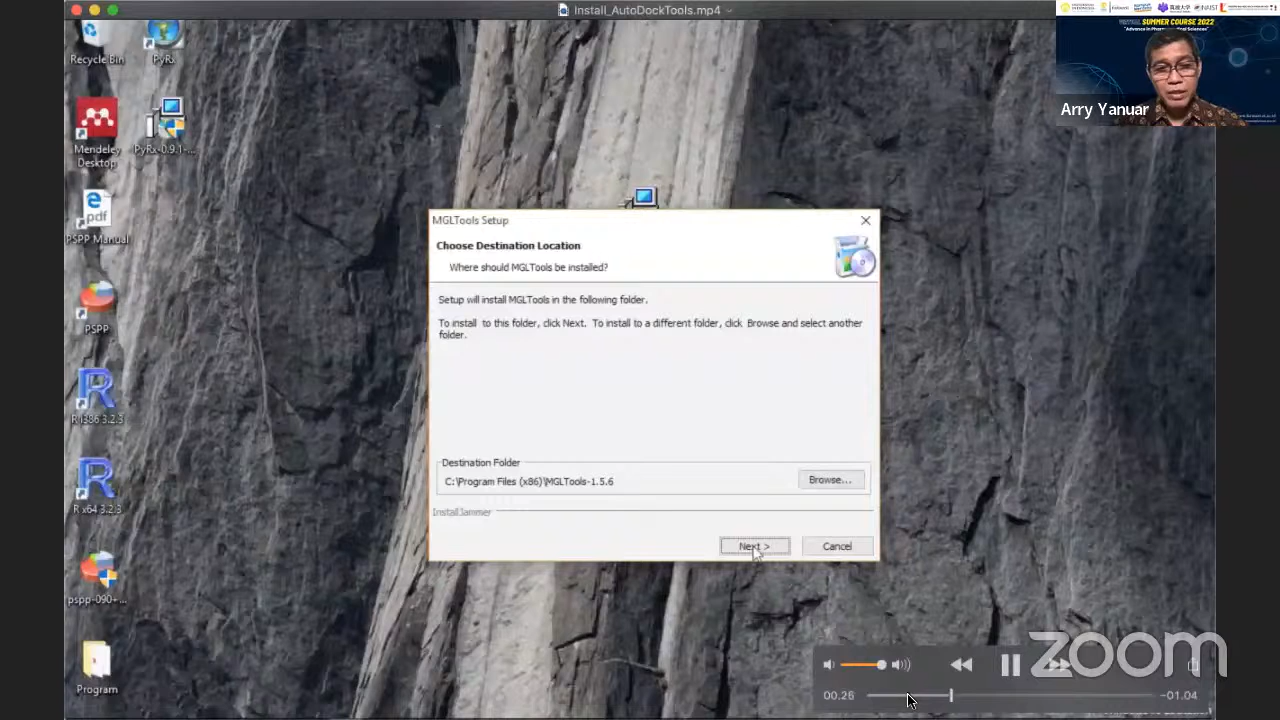 Install_AutoDockTools.mp4
SUMMER COURSE 2022
Arry Yanuar
Recycle Bin
PyRx
Mendeley
Desktop
PyRx-0.9.1-...
PSPP Manual
PSPP
R i386 3.2.3
R x64 3.2.3
pspp-090+...
Program
MGLTools Setup
Choose Destination Location
Where should MGLTools be installed?
Setup will install MGLTools in the following folder.
To install to this folder, click Next. To install to a different folder, click Browse and select another
folder.
Destination Folder
C:\Program Files (x86)\MGLTools-1.5.6
Browse...
InstallJammer
Next >
Cancel
zoom
00.26
−01.04